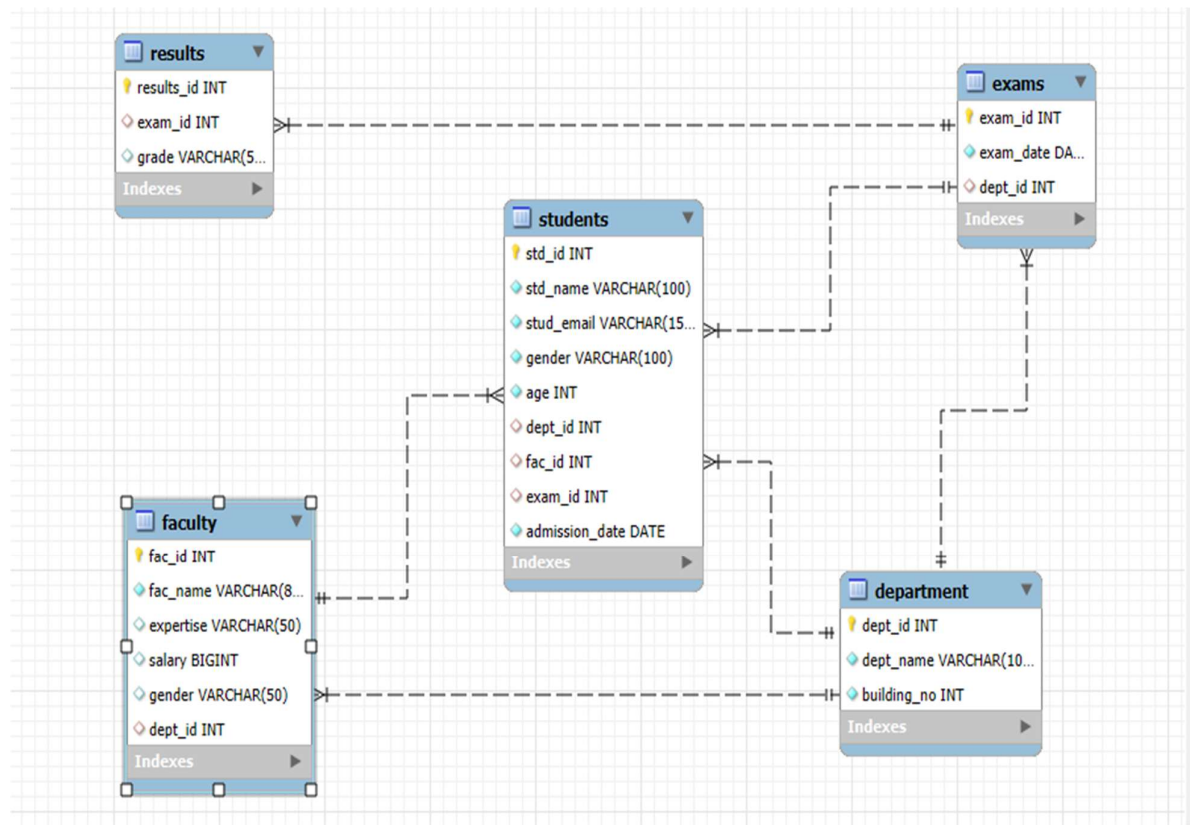 results
results_id INT
exam_id INT
grade VARCHAR(5...
Indexes
exams
exam_id INT
exam_date DA...
dept_id INT
Indexes
students
std_id INT
std_name VARCHAR(100)
stud_email VARCHAR(15...
gender VARCHAR(100)
age INT
dept_id INT
fac_id INT
exam_id INT
admission_date DATE
Indexes
faculty
fac_id INT
fac_name VARCHAR(8...
expertise VARCHAR(50)
salary BIGINT
gender VARCHAR(50)
dept_id INT
Indexes
department
dept_id INT
dept_name VARCHAR(10...
building_no INT
Indexes